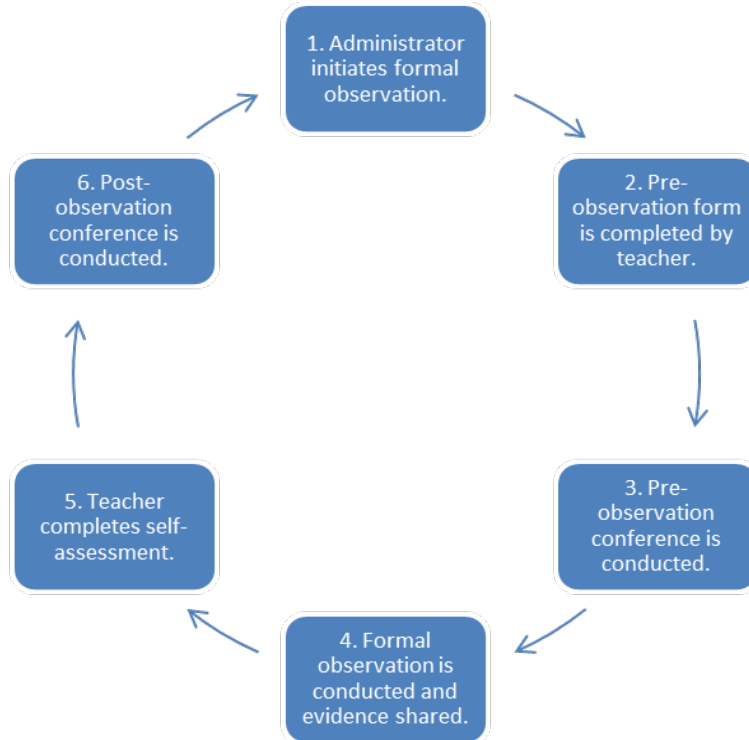 1. Administrator
initiates formal
observation.
2. Pre-
observation form
is completed by
teacher.
3. Pre-
observation
conference is
conducted.
4. Formal
observation is
conducted and
evidence shared.
5. Teacher
completes self-
assessment.
6. Post-
observation
conference is
conducted.